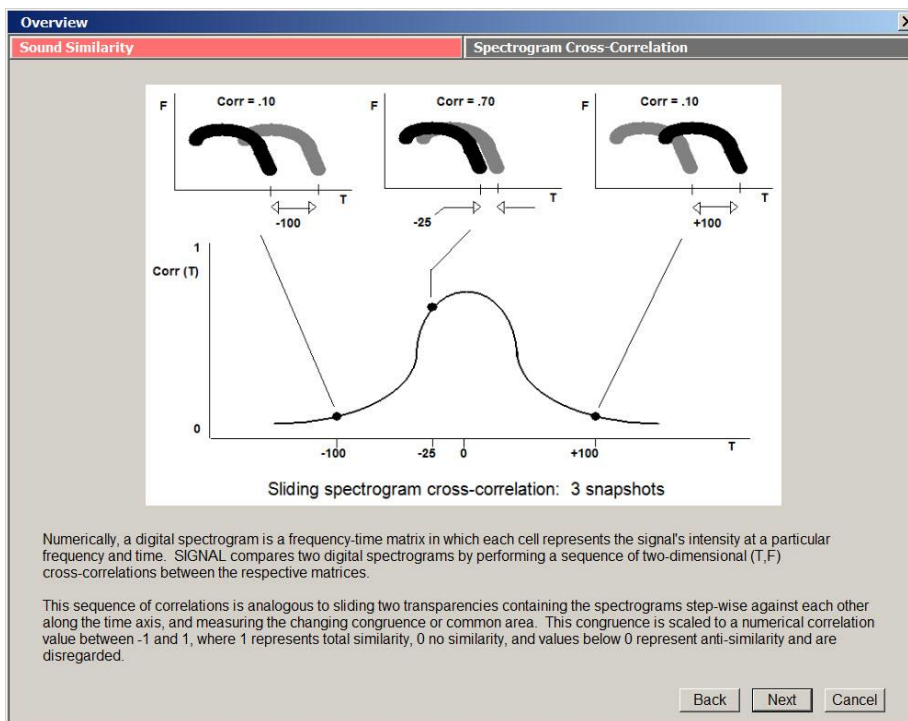 Overview
Sound Similarity
Spectrogram Cross-Correlation
F
Corr = .10
T
-100
F
Corr = .70
T
-25
F
Corr = .10
T
+100
1
Corr (T)
0
-100
-25
0
+100
T
Sliding spectrogram cross-correlation: 3 snapshots
Numerically, a digital spectrogram is a frequency-time matrix in which each cell represents the signal's intensity at a particular
frequency and time. SIGNAL compares two digital spectrograms by performing a sequence of two-dimensional (T,F)
cross-correlations between the respective matrices.
This sequence of correlations is analogous to sliding two transparencies containing the spectrograms step-wise against each other
along the time axis, and measuring the changing congruence or common area. This congruence is scaled to a numerical correlation
value between -1 and 1, where 1 represents total similarity, 0 no similarity, and values below 0 represent anti-similarity and are
disregarded.
Back
Next
Cancel